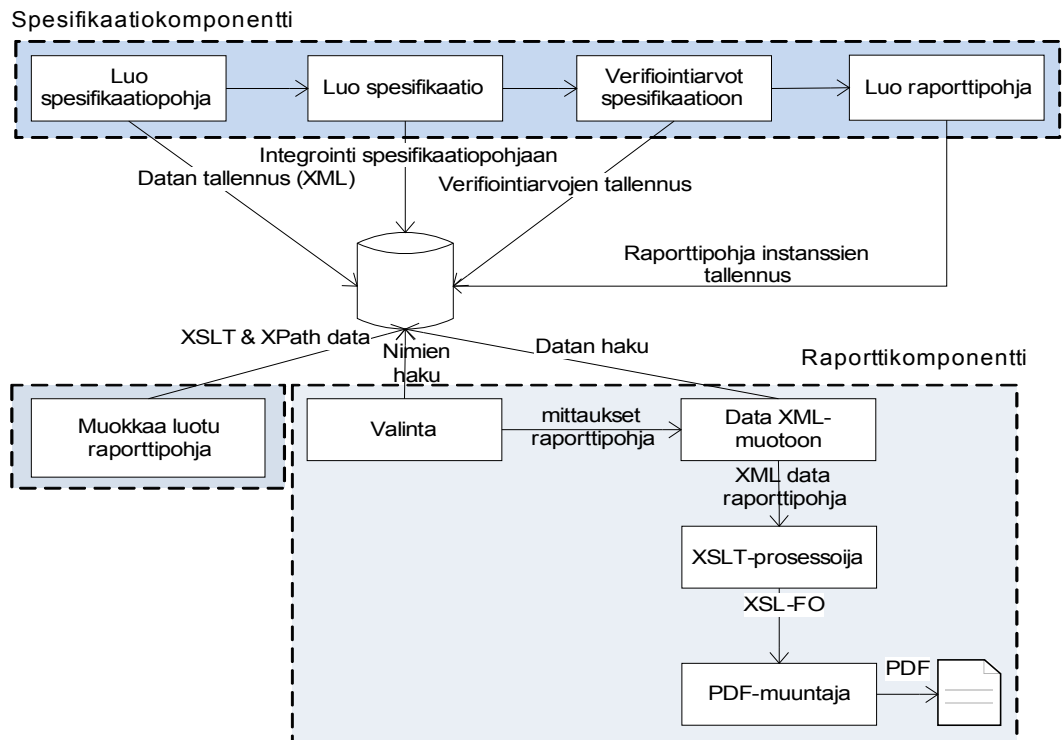 Spesifikaatiokomponentti
Luo
spesifikaatiopohja
Luo spesifikaatio
Verifiointiarvot
spesifikaatioon
Luo raporttipohja
Integrointi spesifikaatiopohjaan
Datan tallennus (XML)
Verifiointiarvojen tallennus
Raporttipohja instanssien
tallennus
XSLT & XPath data
Nimien
haku
Datan haku
Raporttikomponentti
Muokkaa luotu
raporttipohja
Valinta
mittaukset
raporttipohja
Data XML-
muotoon
XML data
raporttipohja
XSLT-prosessoija
XSL-FO
PDF-muuntaja
PDF